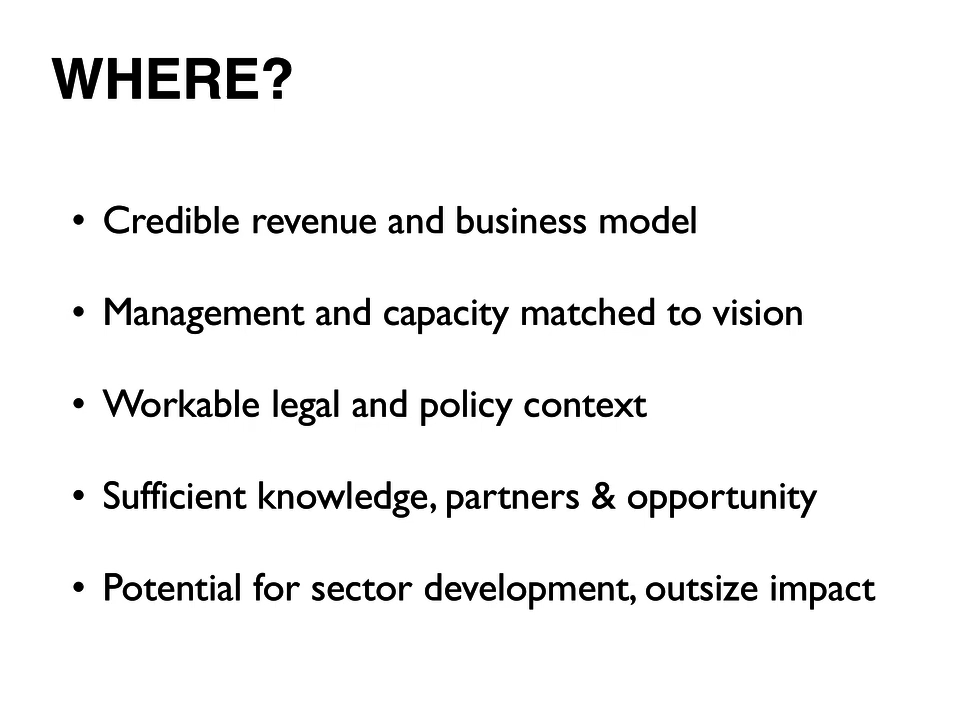 WHERE?
• Credible revenue and business model
• Management and capacity matched to vision
• Workable legal and policy context
• Sufficient knowledge, partners & opportunity
• Potential for sector development, outsize impact